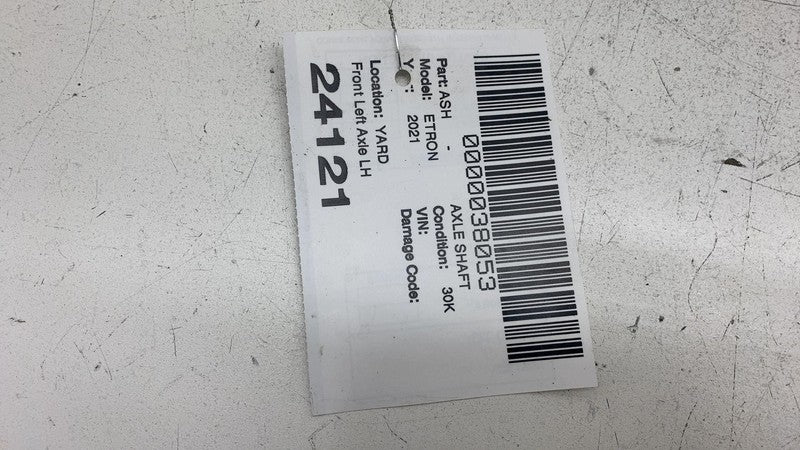 0000038053
Part: ASH - AXLE SHAFT
Model: ETRON Condition: 30K
2021 VIN:
Damage Code:
Location: YARD
Front Left Axle LH
24121